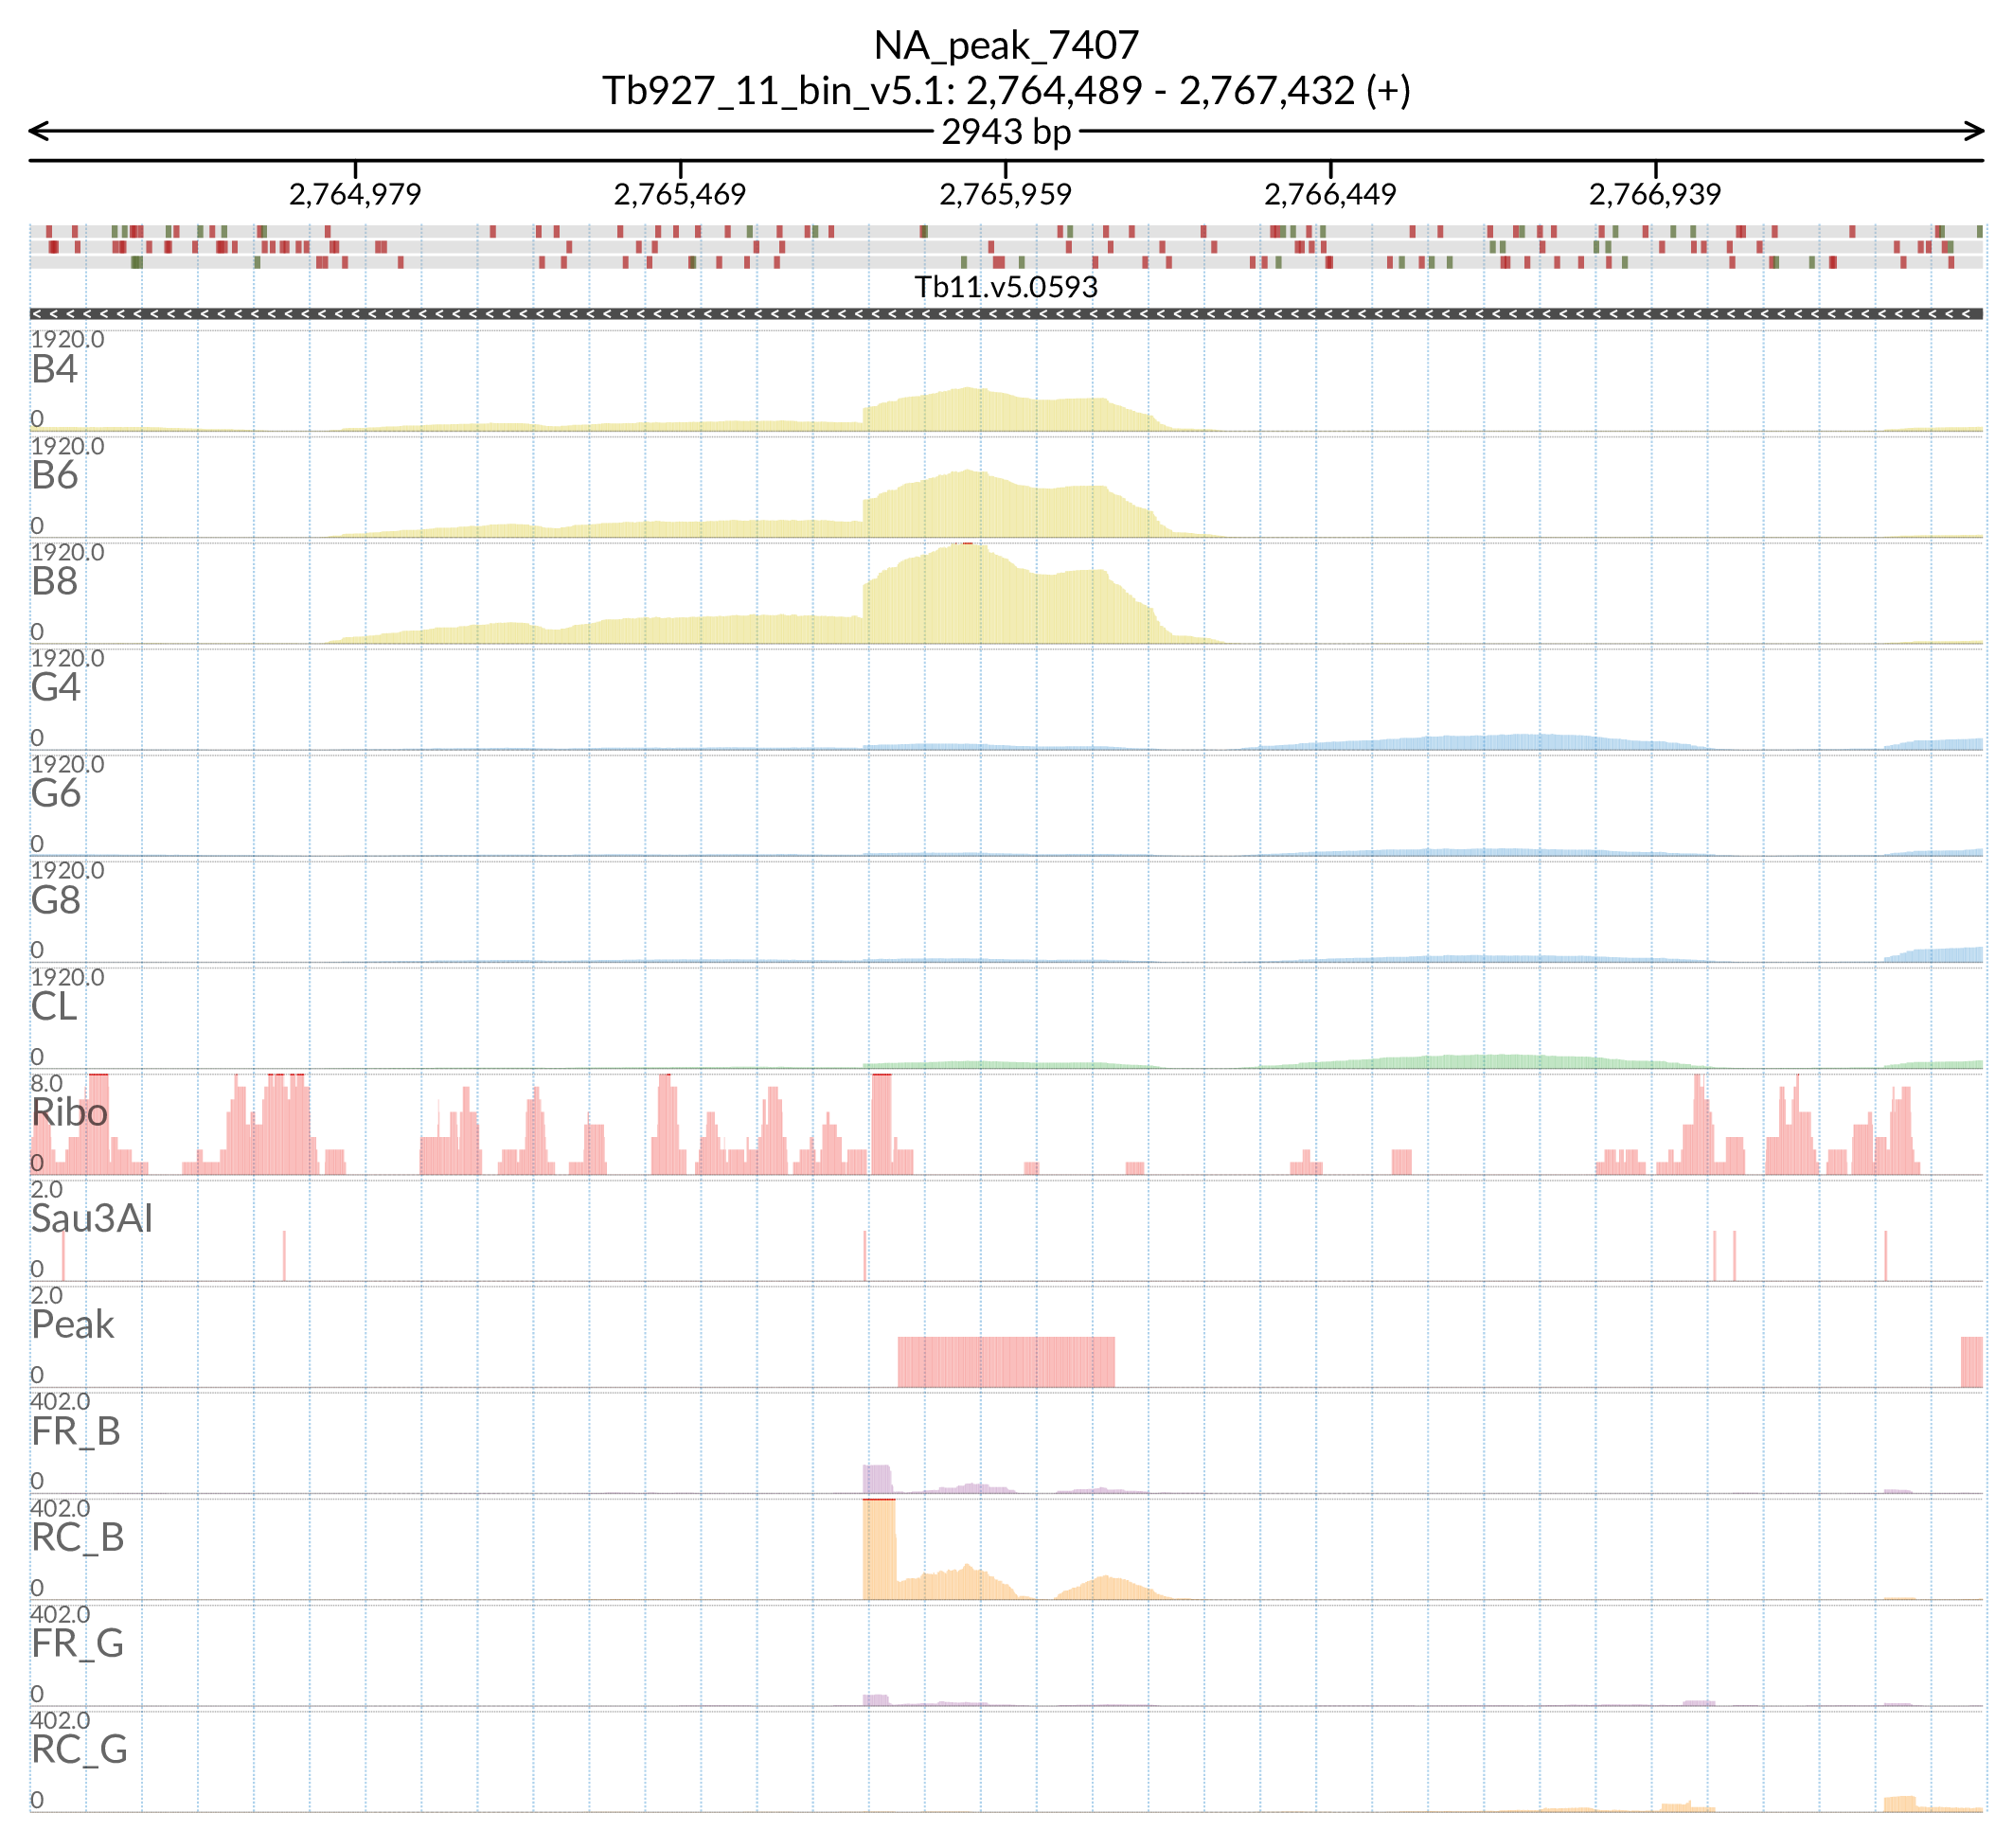 NA_peak_7407
Tb927_11_bin_v5.1: 2,764,489 - 2,767,432 (+)
2943 bp
2,764,979 2,765,469 2,765,959 2,766,449 2,766,939
Tb11.v5.0593
1920.0
B4
0
1920.0
B6
0
1920.0
B8
0
1920.0
G4
0
1920.0
G6
0
1920.0
G8
0
1920.0
CL
0
8.0
Ribo
0
2.0
Sau3AI
0
2.0
Peak
0
402.0
FR_B
0
402.0
RC_B
0
402.0
FR_G
0
402.0
RC_G
0